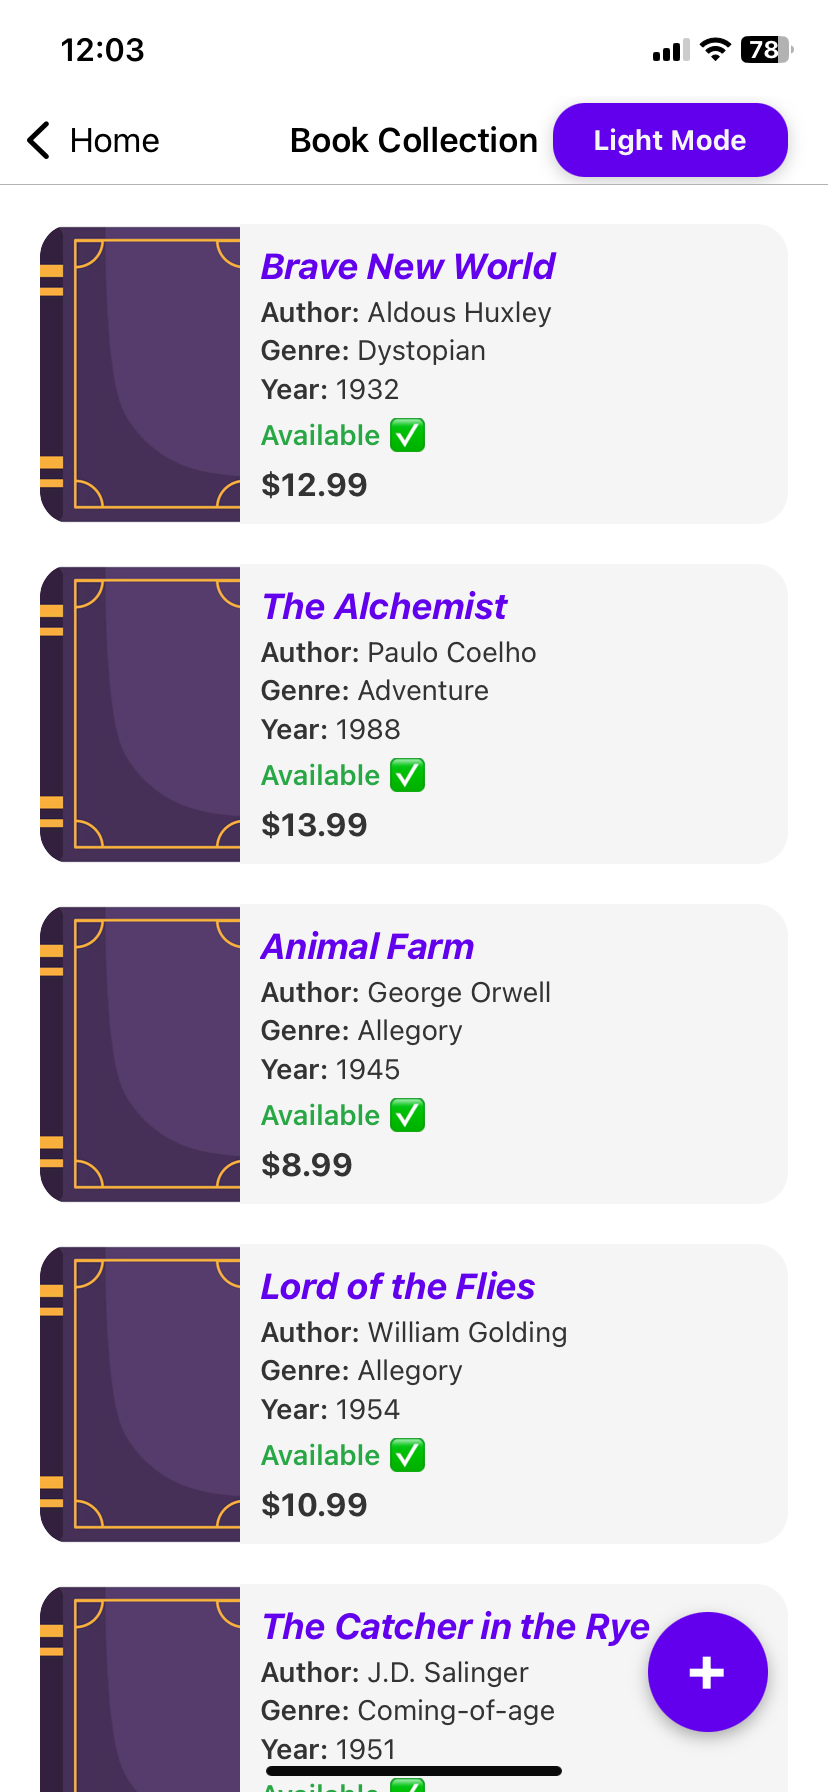 12:03
78
Home
Book Collection
Light Mode
Brave New World
Author: Aldous Huxley
Genre: Dystopian
Year: 1932
Available ✅
$12.99
The Alchemist
Author: Paulo Coelho
Genre: Adventure
Year: 1988
Available ✅
$13.99
Animal Farm
Author: George Orwell
Genre: Allegory
Year: 1945
Available ✅
$8.99
Lord of the Flies
Author: William Golding
Genre: Allegory
Year: 1954
Available ✅
$10.99
The Catcher in the Rye
+
Author: J.D. Salinger
Genre: Coming-of-age
Year: 1951
Available ✅